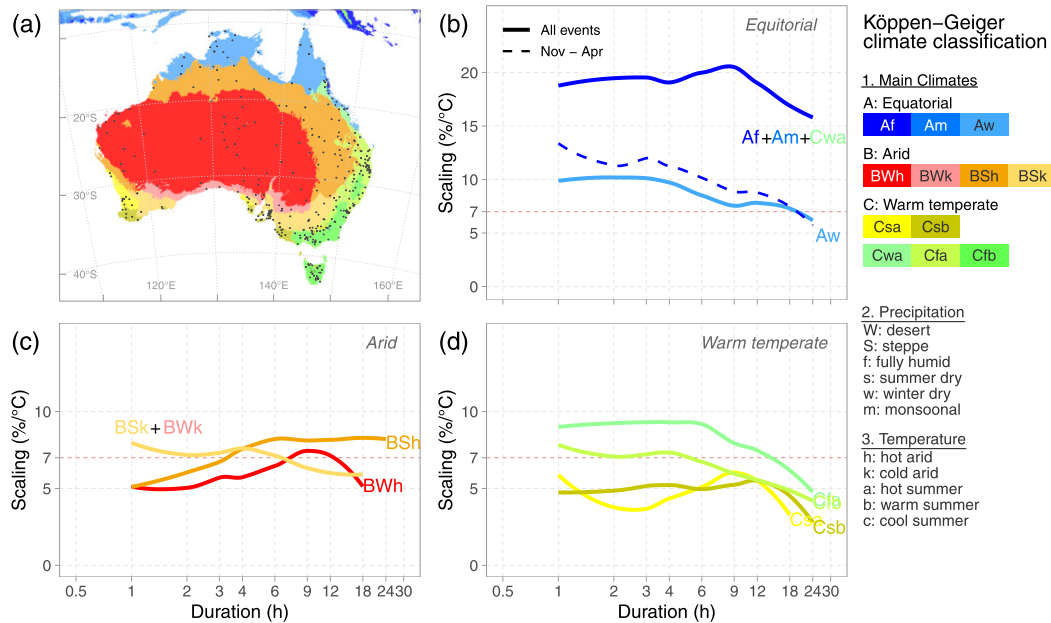 (a)
20°S
30°S
40°S
120°E
140°E
160°E
(b)
Equitorial
All events
Nov – Apr
Scaling (%/°C)
20
15
10
7
5
0
Af+Am+Cwa
Aw
Köppen–Geiger
climate classification
1. Main Climates
A: Equatorial
Af Am Aw
B: Arid
BWh BWk BSh BSk
C: Warm temperate
Csa Csb
Cwa Cfa Cfb
2. Precipitation
W: desert
S: steppe
f: fully humid
s: summer dry
w: winter dry
m: monsoonal
3. Temperature
h: hot arid
k: cold arid
a: hot summer
b: warm summer
c: cool summer
(c)
Arid
Scaling (%/°C)
10
7
5
0
BSk+BWk
BSh
BWh
0.5 1 2 3 4 6 9 12 18 24 30
Duration (h)
(d)
Warm temperate
Scaling (%/°C)
10
7
5
0
Cfa
Cfb
Csa
Csb
0.5 1 2 3 4 6 9 12 18 24 30
Duration (h)